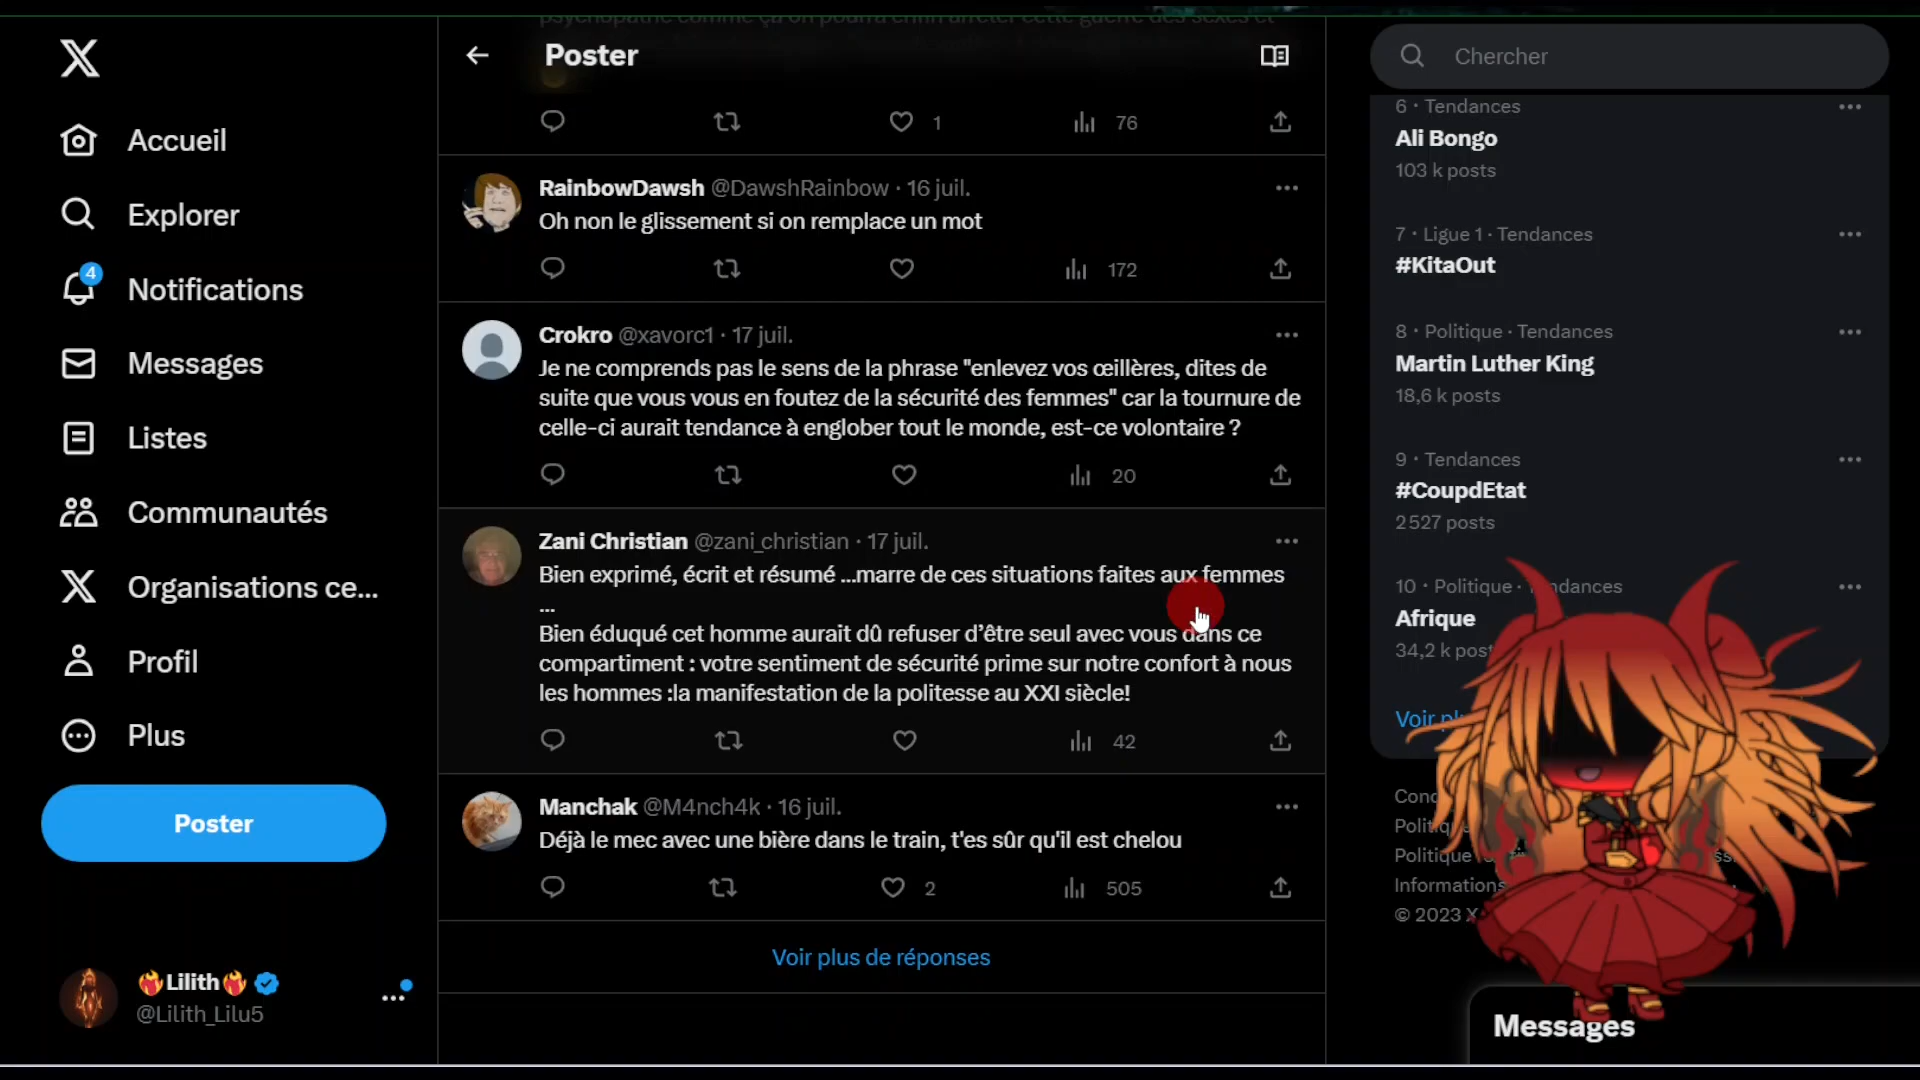 Poster
Chercher
Accueil
Explorer
4
Notifications
Messages
Listes
Communautés
Organisations ce...
Profil
Plus
Poster
Lilith
@Lilith_Lilu5
1
76
RainbowDawsh @DawshRainbow · 16 juil.
Oh non le glissement si on remplace un mot
172
Crokro @xavorc1 · 17 juil.
Je ne comprends pas le sens de la phrase "enlevez vos œillères, dites de
suite que vous vous en foutez de la sécurité des femmes" car la tournure de
celle-ci aurait tendance à englober tout le monde, est-ce volontaire ?
20
Zani Christian @zani_christian · 17 juil.
Bien exprimé, écrit et résumé ...marre de ces situations faites aux femmes
...
Bien éduqué cet homme aurait dû refuser d’être seul avec vous dans ce
compartiment : votre sentiment de sécurité prime sur notre confort à nous
les hommes :la manifestation de la politesse au XXI siècle!
42
Manchak @M4nch4k · 16 juil.
Déjà le mec avec une bière dans le train, t'es sûr qu'il est chelou
2
505
Voir plus de réponses
6 · Tendances
Ali Bongo
103 k posts
7 · Ligue 1 · Tendances
#KitaOut
8 · Politique · Tendances
Martin Luther King
18,6 k posts
9 · Tendances
#CoupdEtat
2 527 posts
10 · Politique ·
Afrique
34,2 k
Voir
Politique
Informations
© 2023 X
Messages